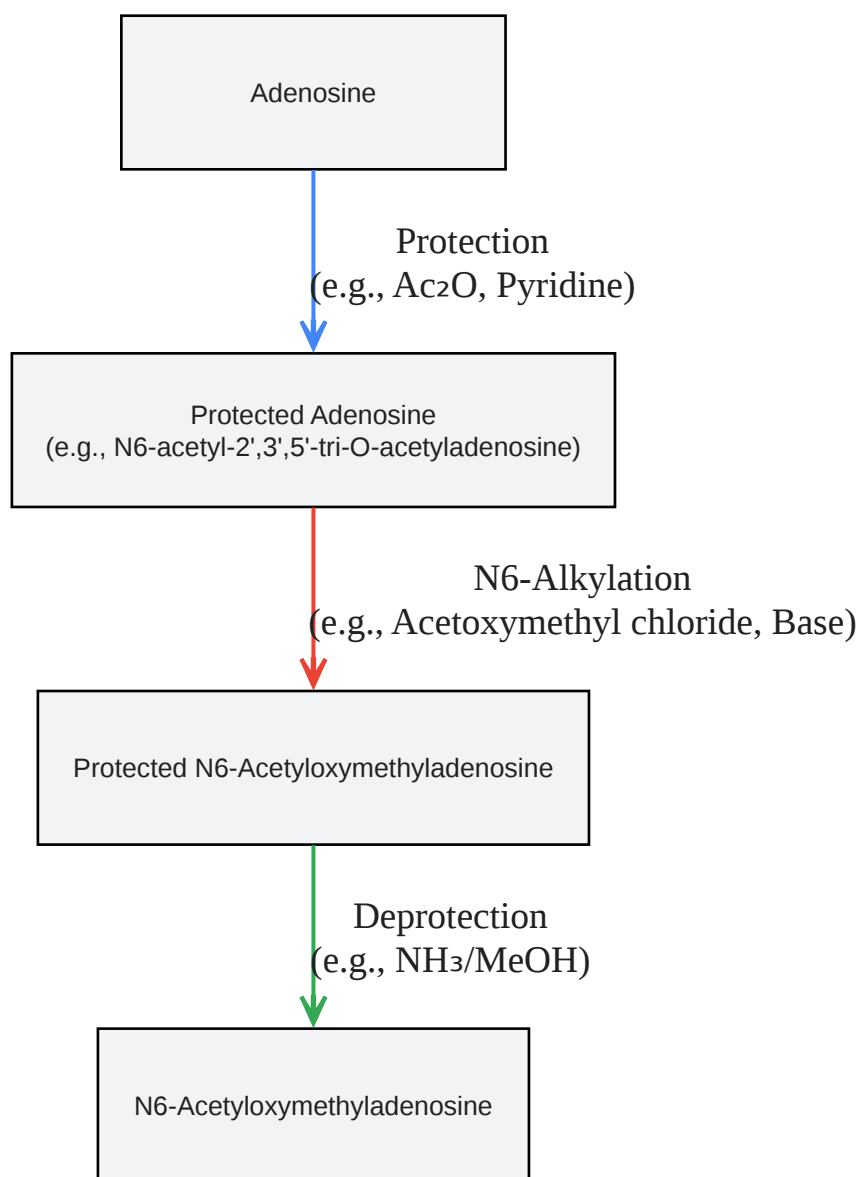 Adenosine
Protection
(e.g., Ac₂O, Pyridine)
Protected Adenosine
(e.g., N6-acetyl-2',3',5'-tri-O-acetyladenosine)
N6-Alkylation
(e.g., Acetoxymethyl chloride, Base)
Protected N6-Acetyloxymethyladenosine
Deprotection
(e.g., NH₃/MeOH)
N6-Acetyloxymethyladenosine